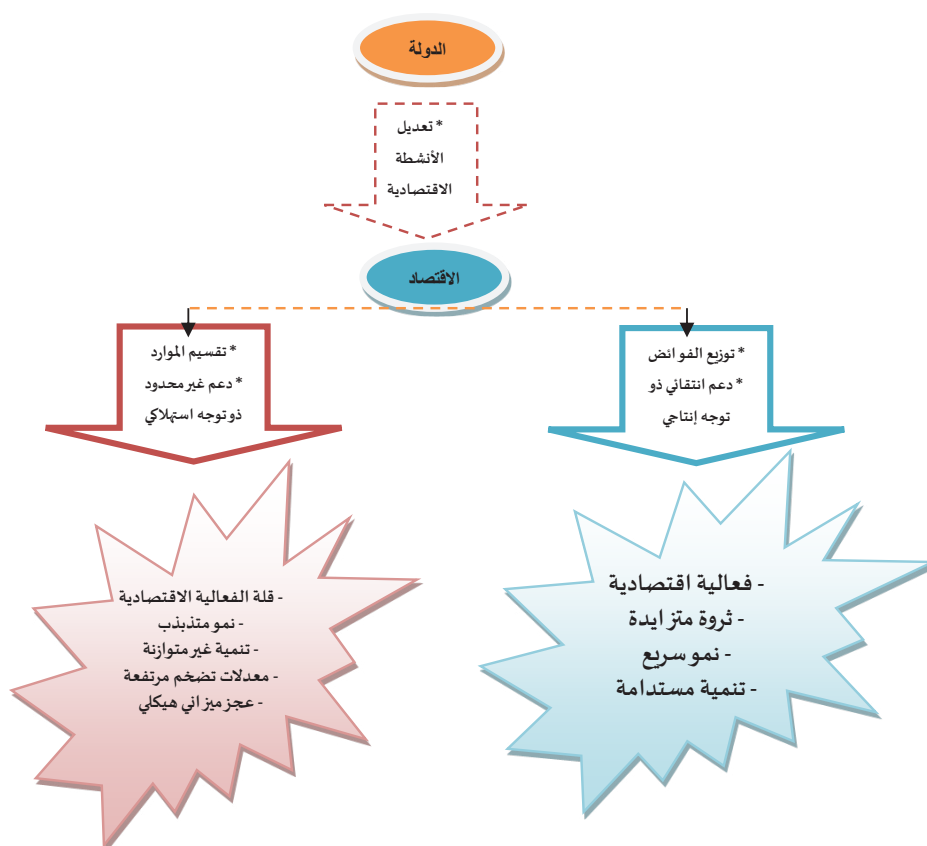 الدولة
* تعديل
الأنشطة
الاقتصادية
الاقتصاد
* توزيع الفوائض
* دعم انتقائي ذو
توجه إنتاجي
* تقسيم الموارد
* دعم غير محدود
ذو توجه استهلاكي
- فعالية اقتصادية
- ثروة متزايدة
- نمو سريع
- تنمية مستدامة
- قلة الفعالية الاقتصادية
- نمو متذبذب
- تنمية غير متوازنة
- معدلات تضخم مرتفعة
- عجز ميزاني هيكلي